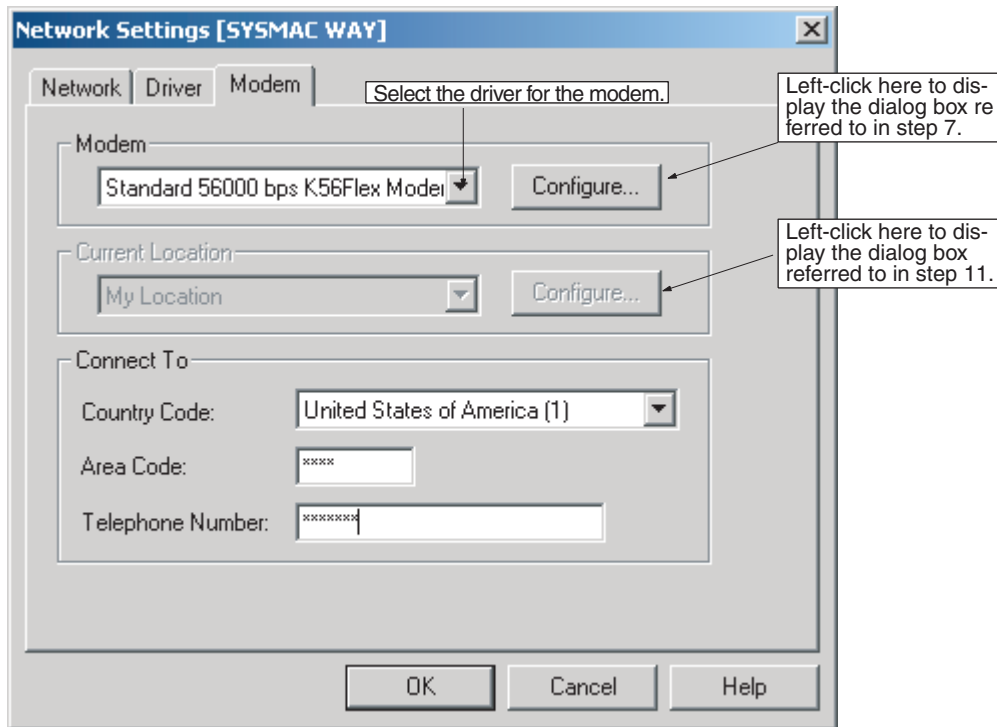 Network Settings [SYSMAC WAY]
Network
Driver
Modem
Select the driver for the modem.
Left-click here to dis-
play the dialog box re
ferred to in step 7.
Modem
Standard 56000 bps K56Flex Moder
Configure...
Left-click here to dis-
play the dialog box
referred to in step 11.
Current Location
My Location
Configure...
Connect To
Country Code:
United States of America (1)
Area Code:
****
Telephone Number:
*******
OK
Cancel
Help